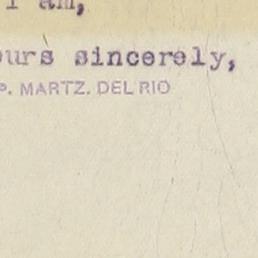 I am,
ours sincerely,
P. MARTZ. DEL RIO